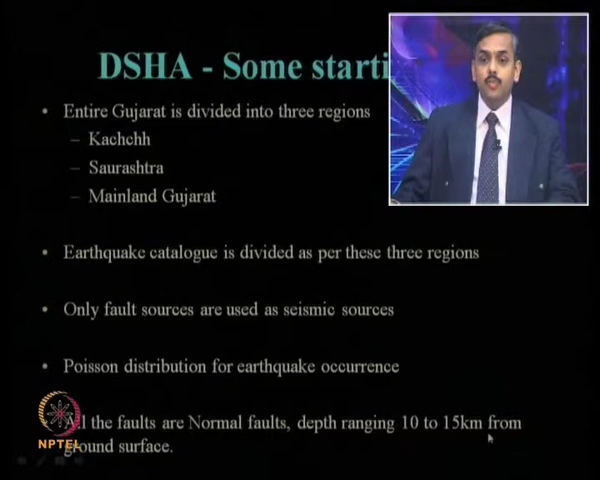 DSHA - Some starti
• Entire Gujarat is divided into three regions
– Kachchh
– Saurashtra
– Mainland Gujarat
• Earthquake catalogue is divided as per these three regions
• Only fault sources are used as seismic sources
• Poisson distribution for earthquake occurrence
All the faults are Normal faults, depth ranging 10 to 15km from
ground surface.
NPTEL